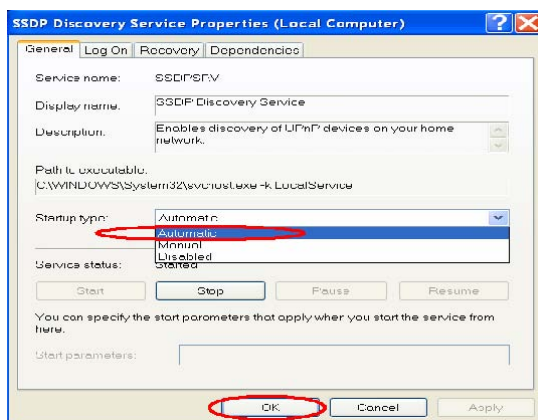 SSDP Discovery Service Properties (Local Computer)
General Log On Recovery Dependencies
Service name: SSDPSRV
Display name: SSDP Discovery Service
Description: Enables discovery of UPnP devices on your home
network.
Path to executable:
C:\WINDOWS\System32\svchost.exe -k LocalService
Startup type: Automatic
Automatic
Manual
Disabled
Service status: Started
Start Stop Pause Resume
You can specify the start parameters that apply when you start the service from
here.
Start parameters:
OK Cancel Apply